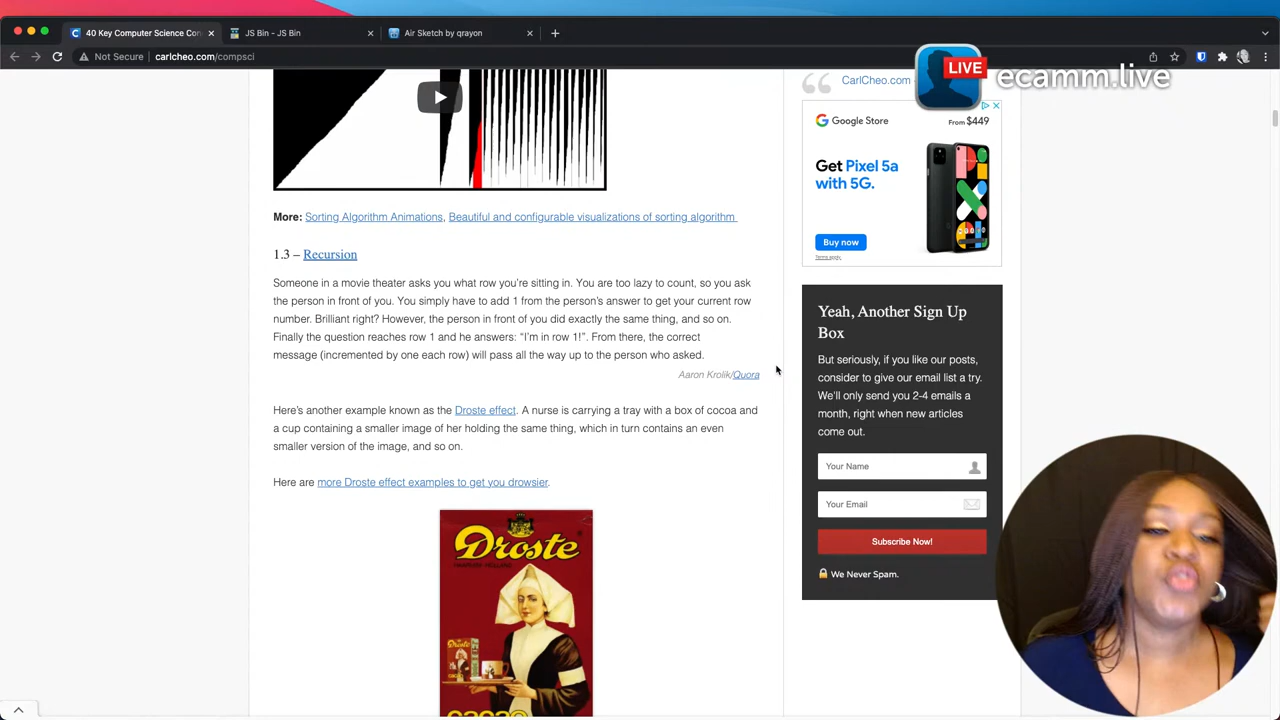 40 Key Computer Science Con
JS Bin - JS Bin
Air Sketch by qrayon
Not Secure
carlcheo.com/compsci
LIVE
ecamm.live
CarlCheo.com
Google Store
From $449
Get Pixel 5a
with 5G.
Buy now
Terms apply.
More: Sorting Algorithm Animations, Beautiful and configurable visualizations of sorting algorithm
1.3 – Recursion
Someone in a movie theater asks you what row you're sitting in. You are too lazy to count, so you ask
the person in front of you. You simply have to add 1 from the person's answer to get your current row
number. Brilliant right? However, the person in front of you did exactly the same thing, and so on.
Finally the question reaches row 1 and he answers: “I'm in row 1!”. From there, the correct
message (incremented by one each row) will pass all the way up to the person who asked.
Aaron Krolik/Quora
Here's another example known as the Droste effect. A nurse is carrying a tray with a box of cocoa and
a cup containing a smaller image of her holding the same thing, which in turn contains an even
smaller version of the image, and so on.
Here are more Droste effect examples to get you drowsier.
Droste
HAARLEM HOLLAND
Droste
cacao
Yeah, Another Sign Up
Box
But seriously, if you like our posts,
consider to give our email list a try.
We'll only send you 2-4 emails a
month, right when new articles
come out.
Your Name
Your Email
Subscribe Now!
We Never Spam.